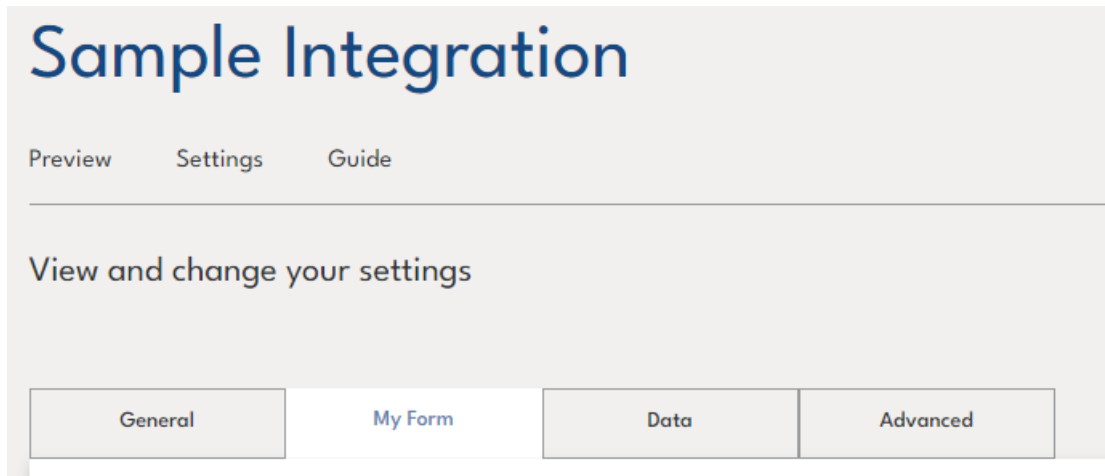 Sample Integration
Preview Settings Guide
View and change your settings
General My Form Data Advanced